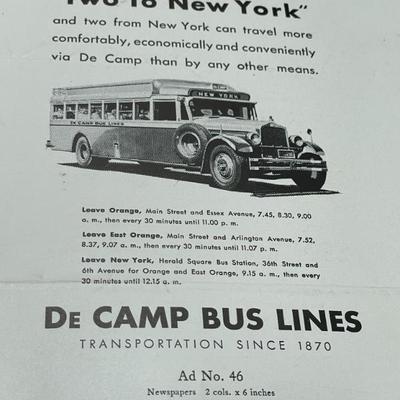 "Two To New York"
and two from New York can travel more
comfortably, economically and conveniently
via De Camp than by any other means.
NEW YORK
DE CAMP BUS LINES
Leave Orange, Main Street and Essex Avenue, 7.45, 8.30, 9.00
a. m., then every 30 minutes until 11.00 p. m.
Leave East Orange, Main Street and Arlington Avenue, 7.52,
8.37, 9.07 a. m., then every 30 minutes until 11.07 p. m.
Leave New York, Herald Square Bus Station, 36th Street and
6th Avenue for Orange and East Orange, 9.15 a. m., then every
30 minutes until 12.15 a. m.
DE CAMP BUS LINES
TRANSPORTATION SINCE 1870
Ad No. 46
Newspapers 2 cols. x 6 inches